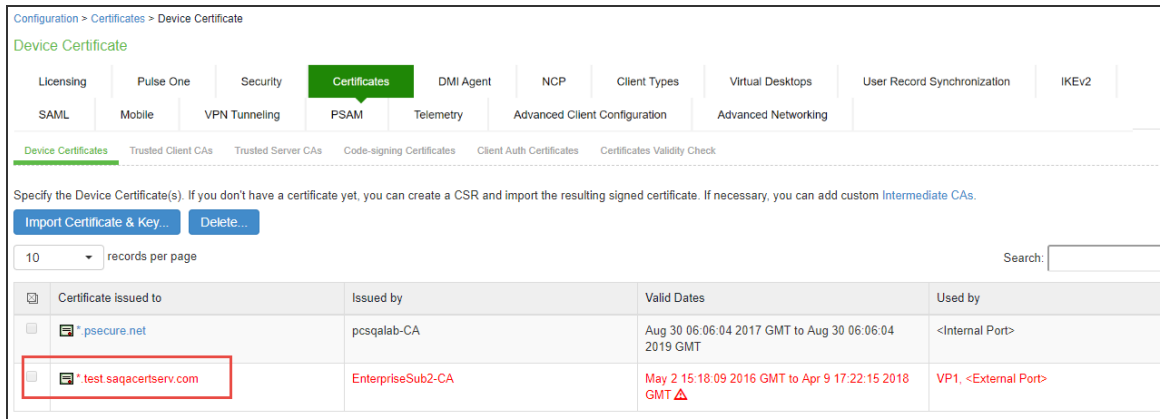 Configuration > Certificates > Device Certificate
Device Certificate
Licensing Pulse One Security Certificates DMI Agent NCP Client Types Virtual Desktops User Record Synchronization IKEv2
SAML Mobile VPN Tunneling PSAM Telemetry Advanced Client Configuration Advanced Networking
Device Certificates Trusted Client CAs Trusted Server CAs Code-signing Certificates Client Auth Certificates Certificates Validity Check
Specify the Device Certificate(s). If you don't have a certificate yet, you can create a CSR and import the resulting signed certificate. If necessary, you can add custom Intermediate CAs.
Import Certificate & Key... Delete...
10 records per page Search:
Certificate issued to Issued by Valid Dates Used by
*.psecure.net pcsqalab-CA Aug 30 06:06:04 2017 GMT to Aug 30 06:06:04 <Internal Port>
2019 GMT
*.test.saqacertserv.com EnterpriseSub2-CA May 2 15:18:09 2016 GMT to Apr 9 17:22:15 2018 VP1, <External Port>
GMT